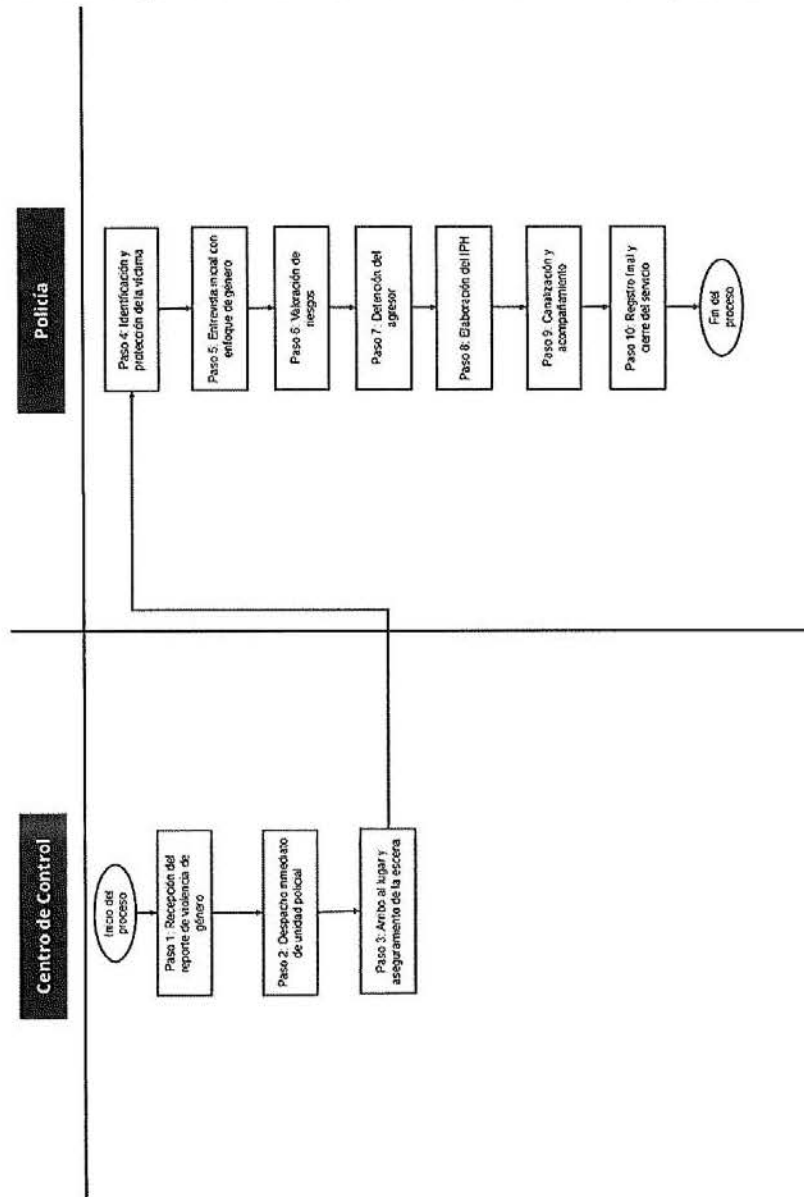 Centro de Control
Inicio del
proceso
Paso 1: Recepción del
reporte de violencia de
género
Paso 2: Despacho inmediato
de unidad policial
Paso 3: Arribo al lugar y
aseguramiento de la escena
Policía
Paso 4: Identificación y
protección de la víctima
Paso 5: Entrevista inicial con
enfoque de género
Paso 6: Valoración de
riesgos
Paso 7: Detención del
agresor
Paso 8: Elaboración del IPH
Paso 9: Canalización y
acompañamiento
Paso 10: Registro final y
cierre del servicio
Fin del
proceso